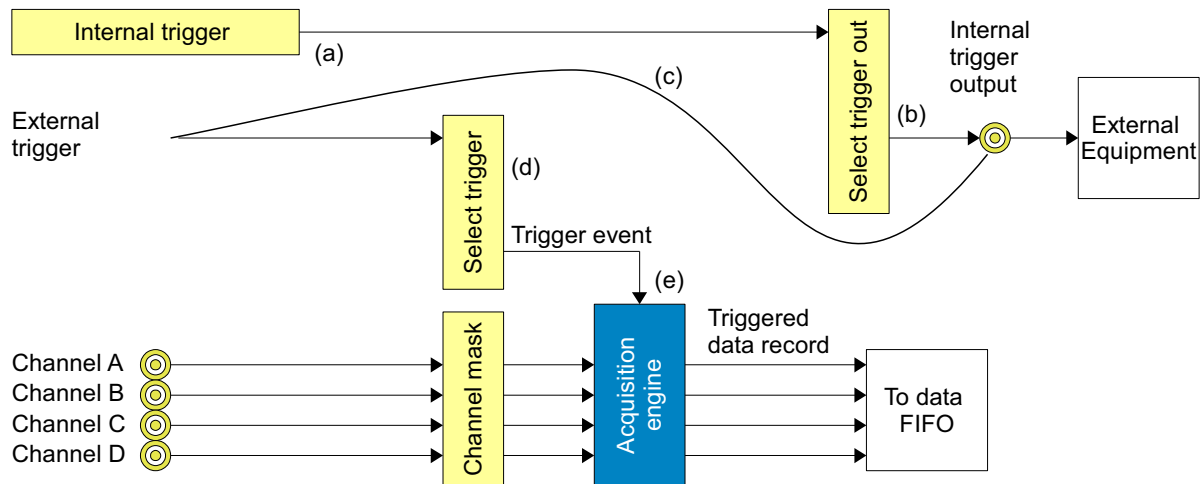 Internal trigger
(a)
Select trigger out
Internal
trigger
output
(c)
(b)
External
Equipment
External
trigger
Select trigger
(d)
Trigger event
(e)
Channel A
Channel B
Channel C
Channel D
Channel mask
Acquisition
engine
Triggered
data record
To data
FIFO